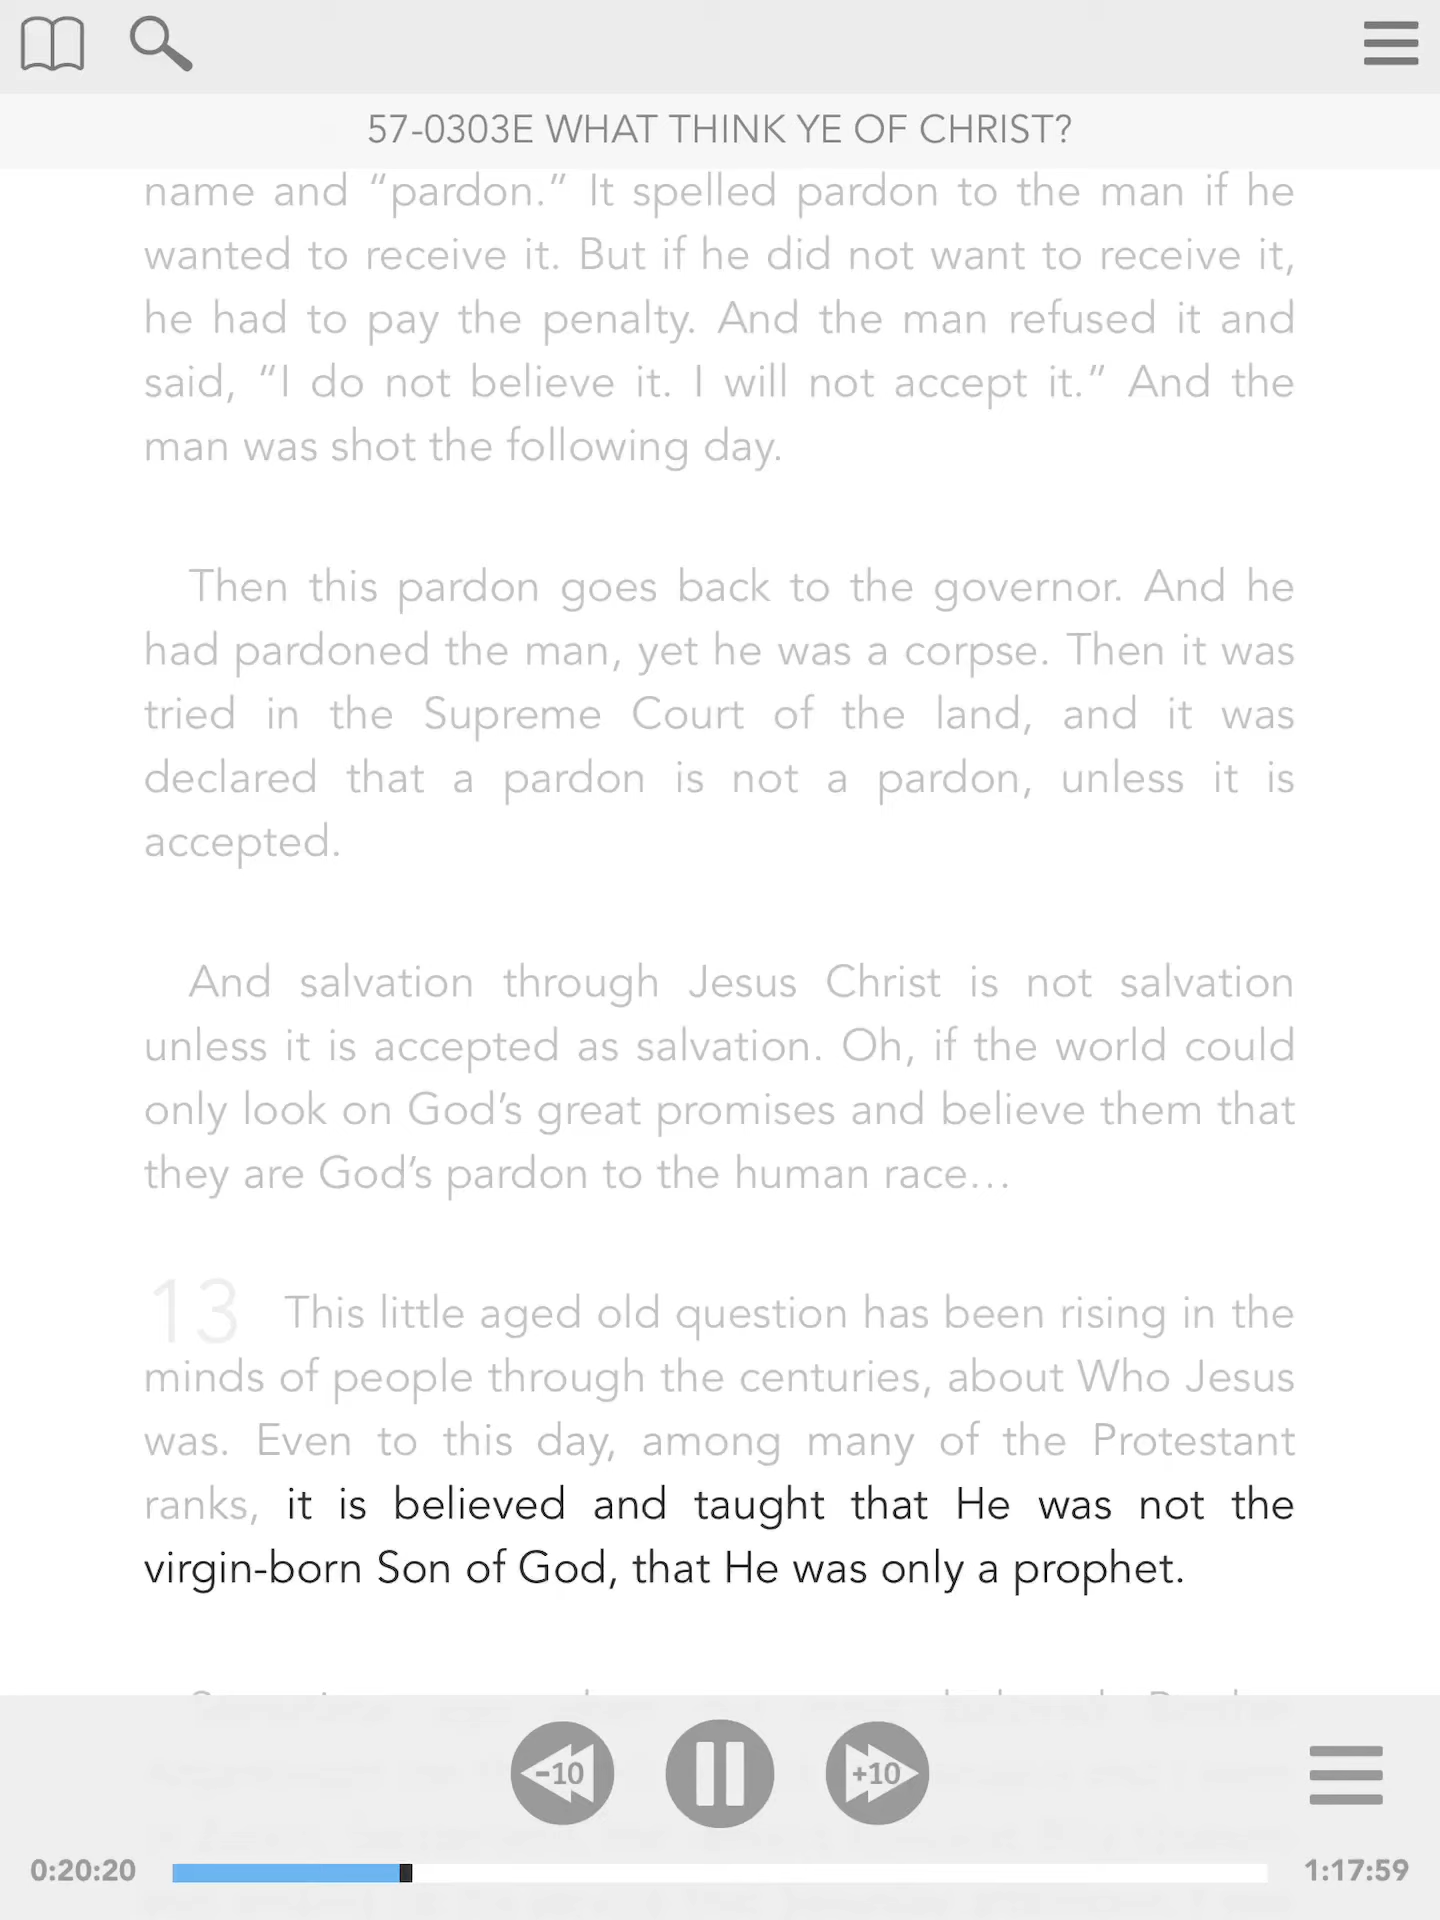 57-0303E WHAT THINK YE OF CHRIST?
name and “pardon.” It spelled pardon to the man if he
wanted to receive it. But if he did not want to receive it,
he had to pay the penalty. And the man refused it and
said, “I do not believe it. I will not accept it.” And the
man was shot the following day.
Then this pardon goes back to the governor. And he
had pardoned the man, yet he was a corpse. Then it was
tried in the Supreme Court of the land, and it was
declared that a pardon is not a pardon, unless it is
accepted.
And salvation through Jesus Christ is not salvation
unless it is accepted as salvation. Oh, if the world could
only look on God’s great promises and believe them that
they are God’s pardon to the human race…
13 This little aged old question has been rising in the
minds of people through the centuries, about Who Jesus
was. Even to this day, among many of the Protestant
ranks, it is believed and taught that He was not the
virgin-born Son of God, that He was only a prophet.
-10 +10
0:20:20 1:17:59